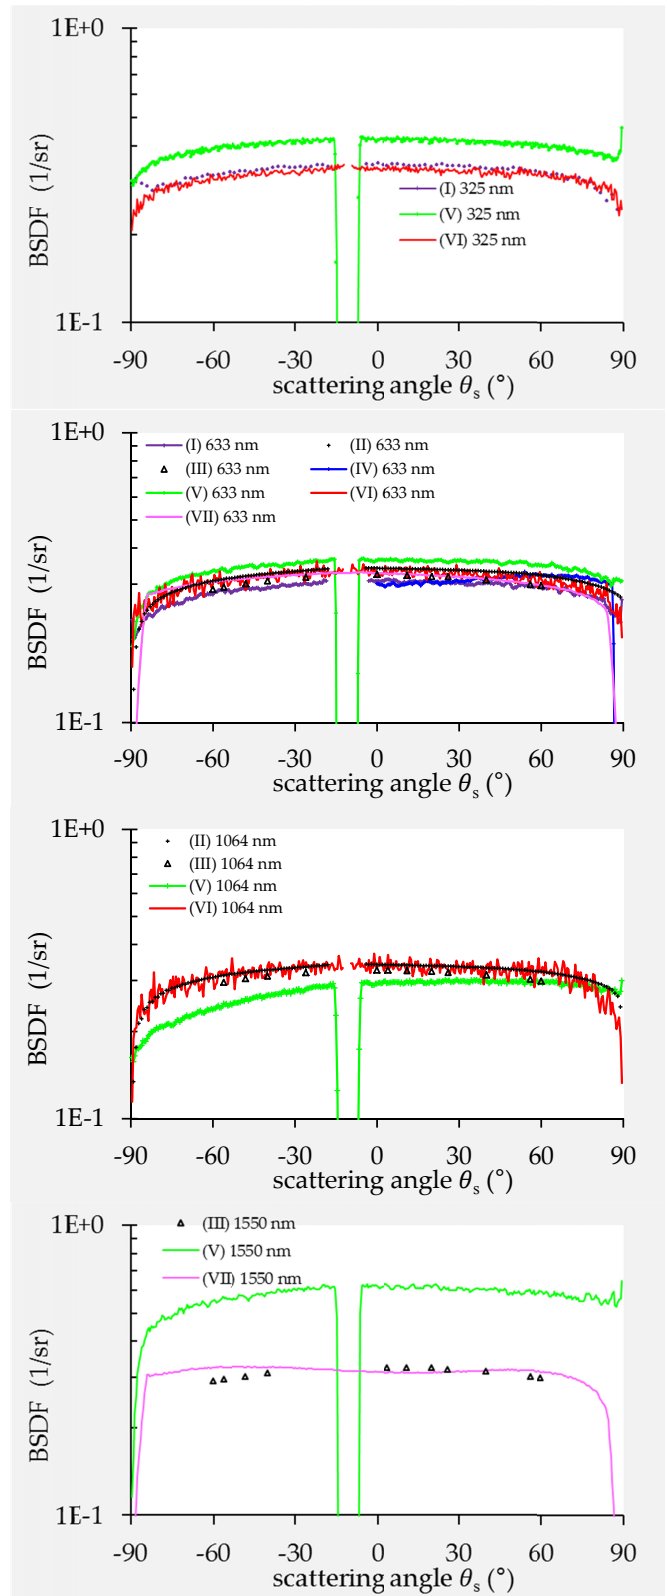 1E+0
BSDF (1/sr)
(I) 325 nm
(V) 325 nm
(VI) 325 nm
1E-1
-90 -60 -30 0 30 60 90
scattering angle θs (°)
1E+0
(I) 633 nm (II) 633 nm
(III) 633 nm (IV) 633 nm
(V) 633 nm (VI) 633 nm
(VII) 633 nm
BSDF (1/sr)
1E-1
-90 -60 -30 0 30 60 90
scattering angle θs (°)
1E+0
(II) 1064 nm
(III) 1064 nm
(V) 1064 nm
(VI) 1064 nm
BSDF (1/sr)
1E-1
-90 -60 -30 0 30 60 90
scattering angle θs (°)
1E+0
(III) 1550 nm
(V) 1550 nm
(VII) 1550 nm
BSDF (1/sr)
1E-1
-90 -60 -30 0 30 60 90
scattering angle θs (°)